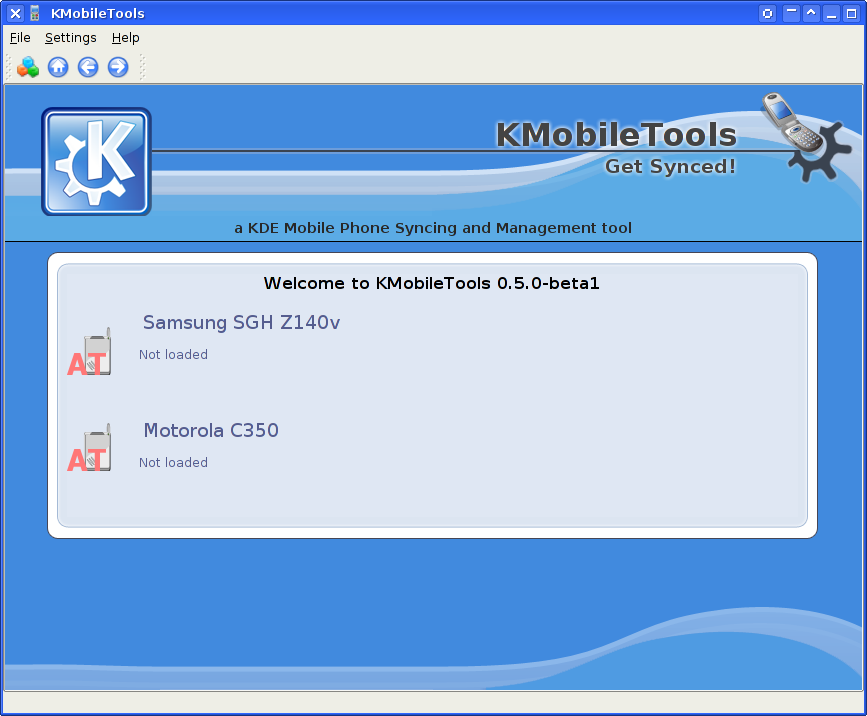 KMobileTools
File Settings Help
K
KMobileTools
Get Synced!
a KDE Mobile Phone Syncing and Management tool
Welcome to KMobileTools 0.5.0-beta1
Samsung SGH Z140v
AT
Not loaded
Motorola C350
AT
Not loaded